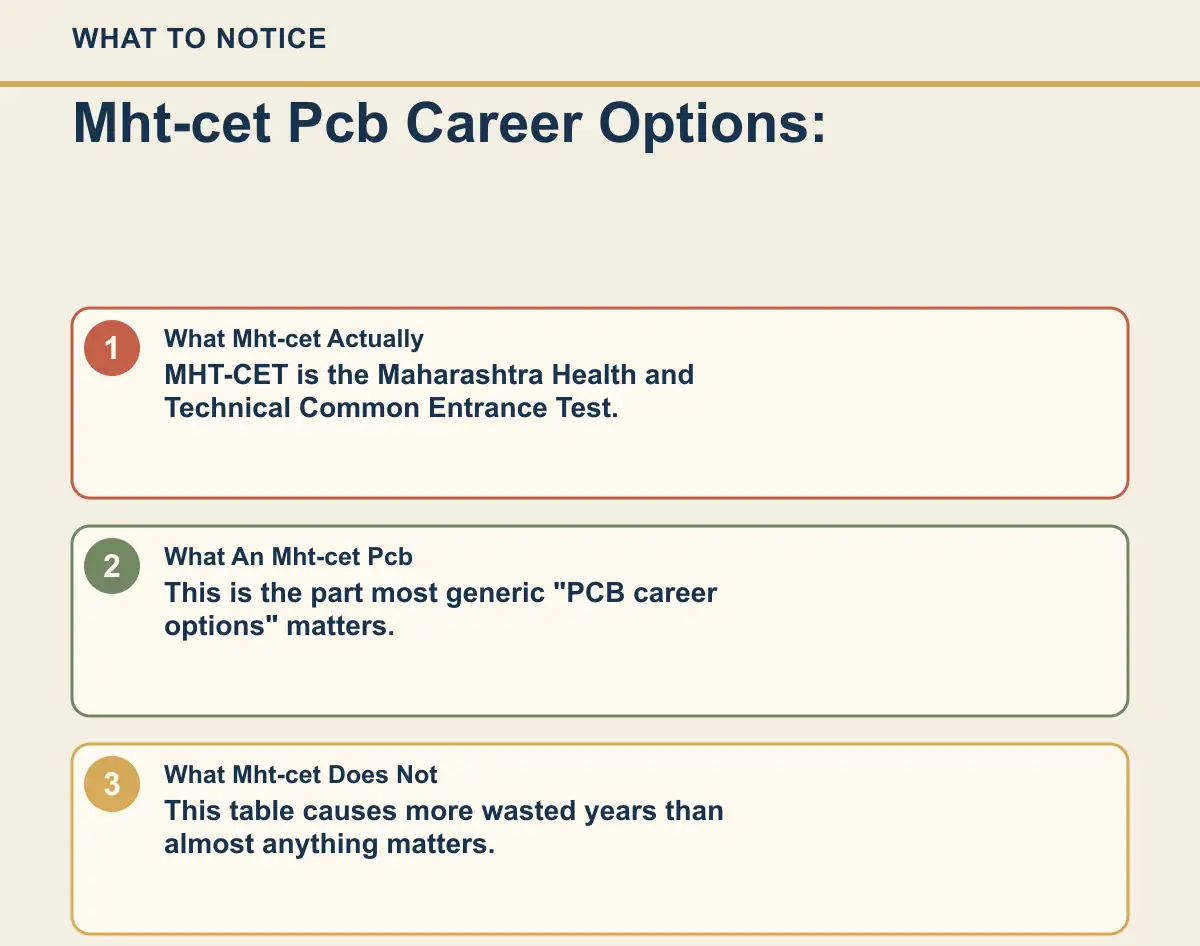 WHAT TO NOTICE
Mht-cet Pcb Career Options:
1
What Mht-cet Actually
MHT-CET is the Maharashtra Health and
Technical Common Entrance Test.
2
What An Mht-cet Pcb
This is the part most generic "PCB career
options" matters.
3
What Mht-cet Does Not
This table causes more wasted years than
almost anything matters.